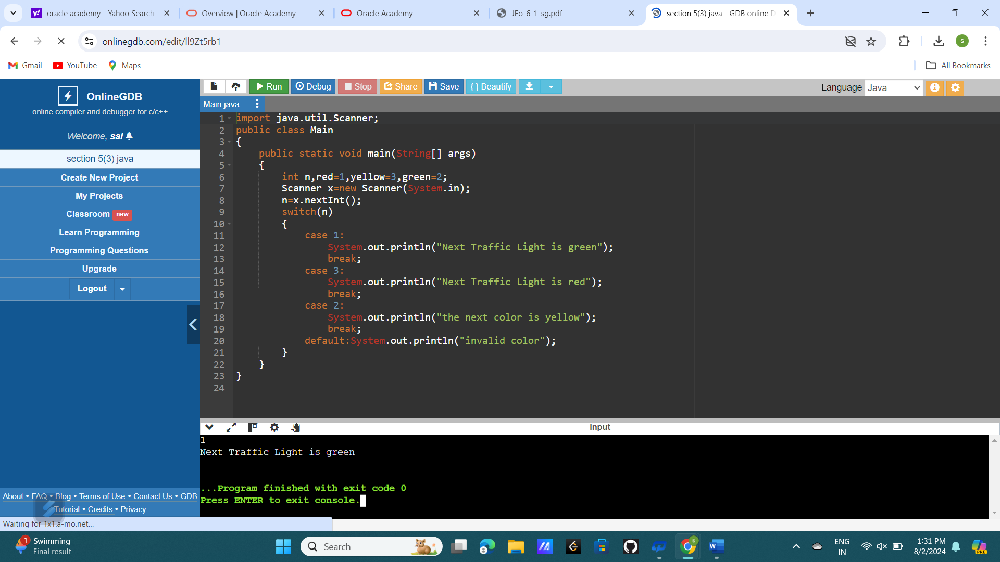 oracle academy - Yahoo Search
Overview | Oracle Academy
Oracle Academy
JFo_6_1_sg.pdf
section 5(3) java - GDB online D
onlinegdb.com/edit/lI9Zt5rb1
S
Gmail
YouTube
Maps
All Bookmarks
OnlineGDB
online compiler and debugger for c/c++
Welcome, sai
section 5(3) java
Create New Project
My Projects
Classroom new
Learn Programming
Programming Questions
Upgrade
Logout
About • FAQ • Blog • Terms of Use • Contact Us • GDB
Tutorial • Credits • Privacy
Waiting for 1x1.a-mo.net...
Run
Debug
Stop
Share
Save
{ } Beautify
Language Java
Main.java
1 import java.util.Scanner;
2 public class Main
3 {
4     public static void main(String[] args)
5     {
6         int n,red=1,yellow=3,green=2;
7         Scanner x=new Scanner(System.in);
8         n=x.nextInt();
9         switch(n)
10         {
11             case 1:
12                 System.out.println("Next Traffic Light is green");
13                 break;
14             case 3:
15                 System.out.println("Next Traffic Light is red");
16                 break;
17             case 2:
18                 System.out.println("the next color is yellow");
19                 break;
20             default:System.out.println("invalid color");
21         }
22     }
23 }
24
input
1
Next Traffic Light is green
...Program finished with exit code 0
Press ENTER to exit console.
1
Swimming
Final result
Search
S
ENG
IN
1:31 PM
8/2/2024
PRE